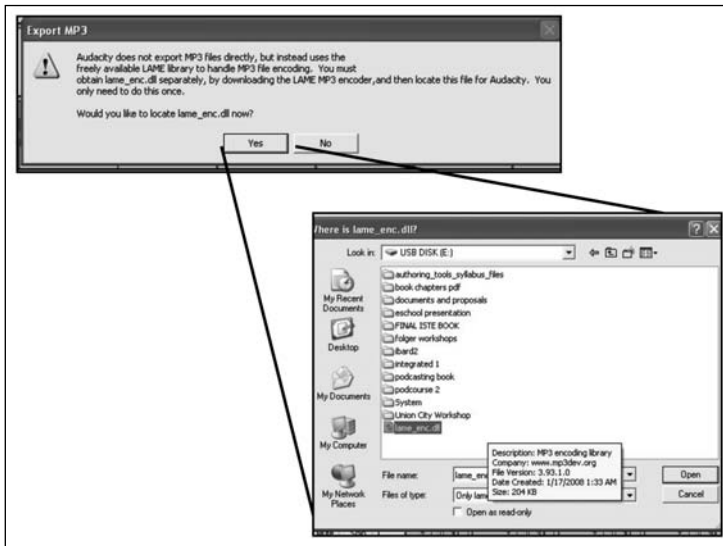 Export MP3
Audacity does not export MP3 files directly, but instead uses the
freely available LAME library to handle MP3 file encoding. You must
obtain lame_enc.dll separately, by downloading the LAME MP3 encoder,and then locate this file for Audacity. You
only need to do this once.
Would you like to locate lame_enc.dll now?
Yes
No
Where is lame_enc.dll?
Look in:
USB DISK (E:)
My Recent
Documents
Desktop
My Documents
My Computer
My Network
Places
authoring_tools_syllabus_files
book chapters pdf
documents and proposals
eschool presentation
FINAL ISTE BOOK
folger workshops
ibard2
integrated 1
podcasting book
podcourse 2
System
Union City Workshop
lame_enc.dll
Description: MP3 encoding library
Company: www.mp3dev.org
File Version: 3.93.1.0
Date Created: 1/17/2008 1:33 AM
Size: 204 KB
File name:
lame_en
Open
Files of type:
Only lam
Cancel
Open as read-only